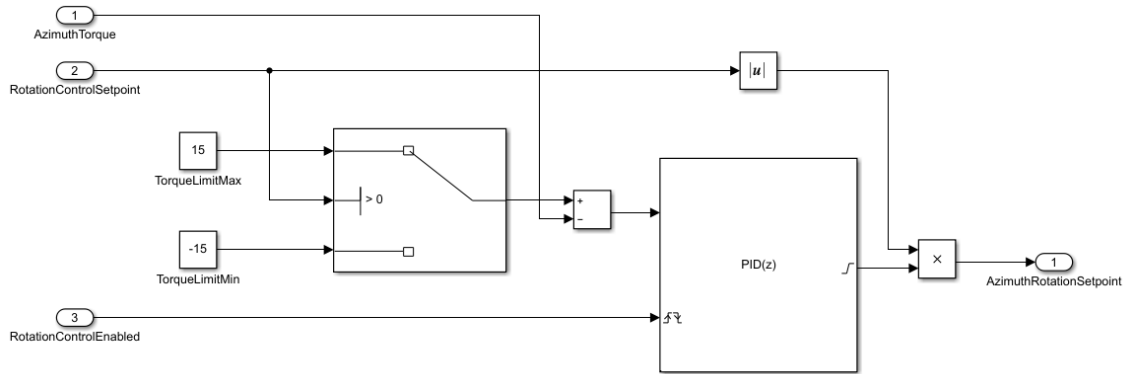 1
AzimuthTorque
2
RotationControlSetpoint
|u|
15
TorqueLimitMax
> 0
+
−
-15
TorqueLimitMin
PID(z)
×
1
AzimuthRotationSetpoint
3
RotationControlEnabled